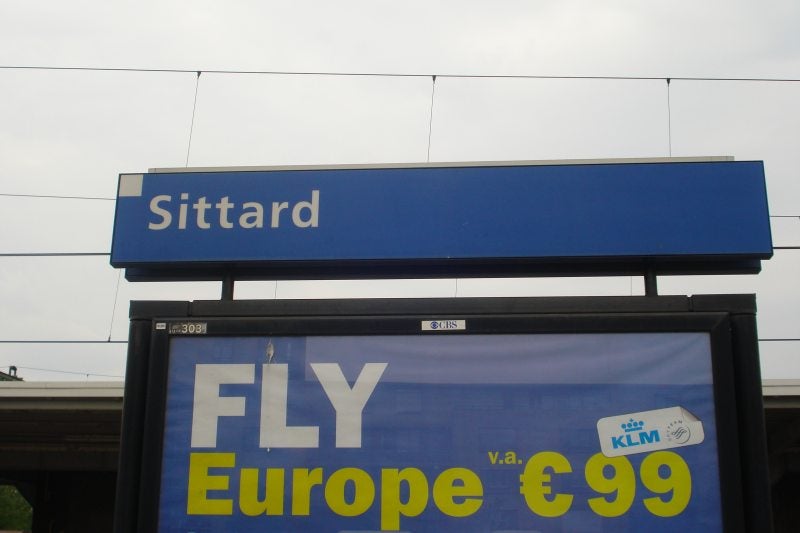 Sittard
303
CBS
FLY
Europe v.a. €99
KLM